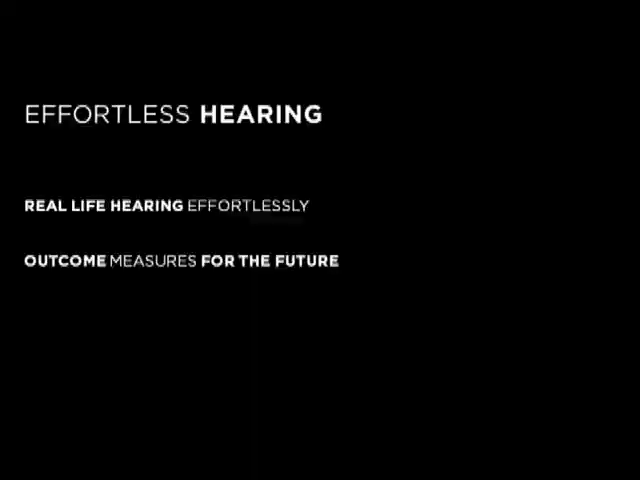 EFFORTLESS HEARING
REAL LIFE HEARING EFFORTLESSLY
OUTCOME MEASURES FOR THE FUTURE